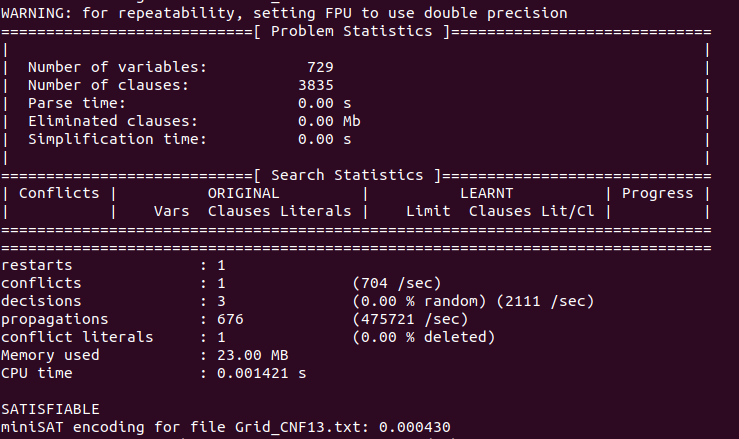 WARNING: for repeatability, setting FPU to use double precision
============================[ Problem Statistics ]=============================
|                                                                             |
|  Number of variables:           729                                         |
|  Number of clauses:            3835                                         |
|  Parse time:                   0.00 s                                       |
|  Eliminated clauses:           0.00 Mb                                      |
|  Simplification time:          0.00 s                                       |
|                                                                             |
============================[ Search Statistics ]==============================
| Conflicts |          ORIGINAL         |          LEARNT          | Progress |
|           |    Vars  Clauses Literals |    Limit  Clauses Lit/Cl |          |
===============================================================================
===============================================================================
restarts              : 1
conflicts             : 1              (704 /sec)
decisions             : 3              (0.00 % random) (2111 /sec)
propagations          : 676            (475721 /sec)
conflict literals     : 1              (0.00 % deleted)
Memory used           : 23.00 MB
CPU time              : 0.001421 s
SATISFIABLE
miniSAT encoding for file Grid_CNF13.txt: 0.000430